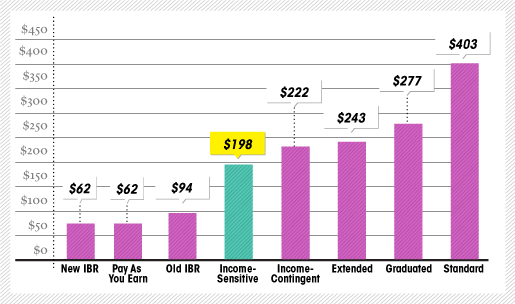 $450
$400
$350
$300
$250
$200
$150
$100
$50
$0
$62
$62
$94
$198
$222
$243
$277
$403
New IBR
Pay As
You Earn
Old IBR
Income-
Sensitive
Income-
Contingent
Extended
Graduated
Standard